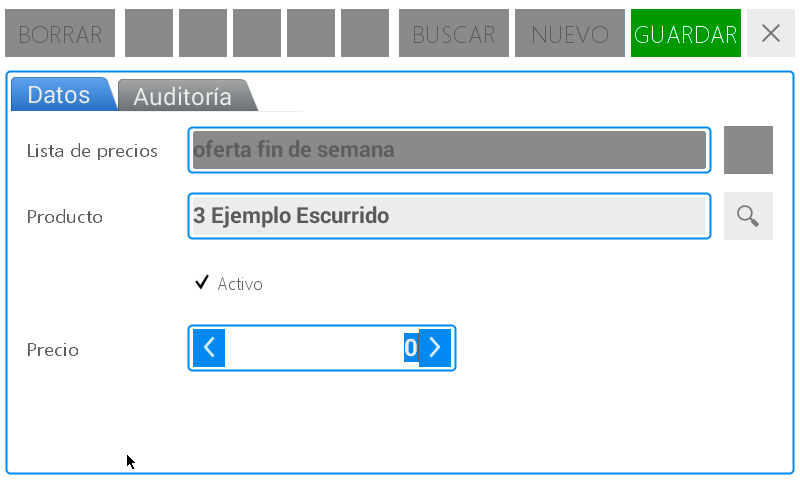 BORRAR BUSCAR NUEVO GUARDAR
Datos Auditoría
Lista de precios oferta fin de semana
Producto 3 Ejemplo Escurrido
Activo
Precio 0